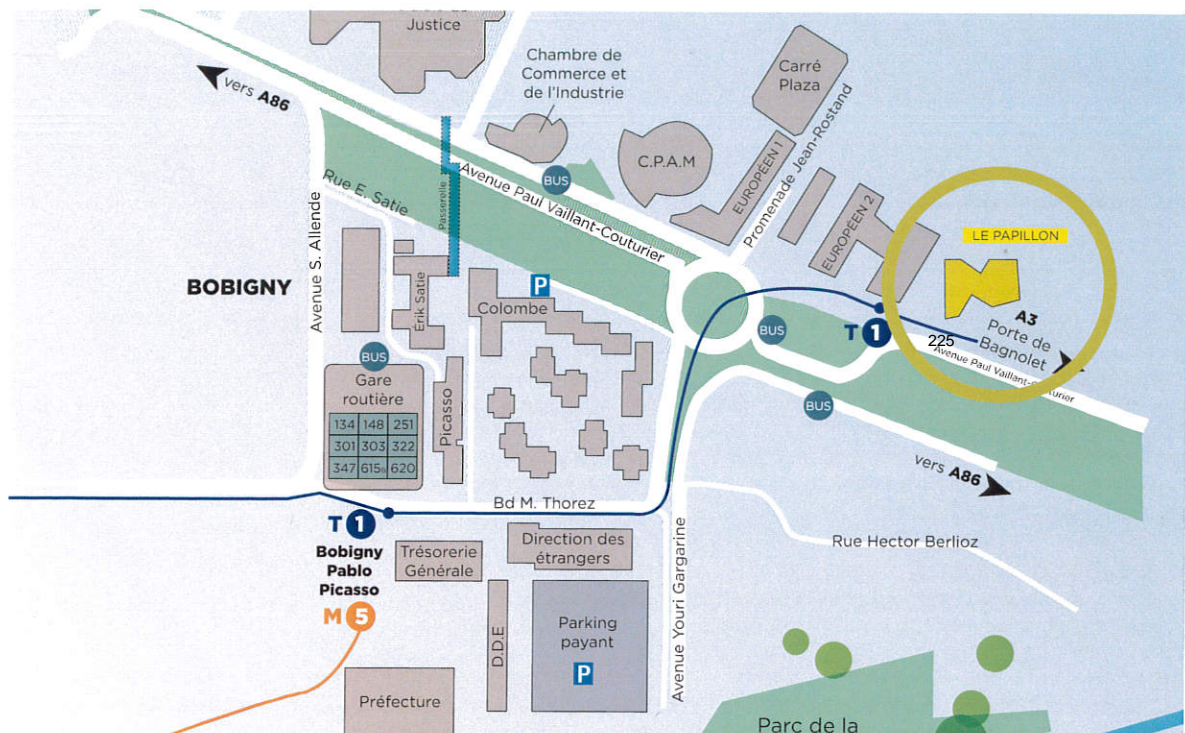 Justice
vers A86
Chambre de
Commerce et
de l'Industrie
Carré
Plaza
C.P.A.M
EUROPÉEN 1
Promenade Jean-Rostand
EUROPÉEN 2
LE PAPILLON
A3
Porte de
Bagnolet
225
Avenue Paul Vaillant-Couturier
T 1
BUS
Avenue Paul Vaillant-Couturier
BUS
BUS
vers A86
Rue E. Satie
Passerelle
Avenue S. Allende
BOBIGNY
Érik Satie
P
Colombe
BUS
Gare
routière
134 148 251
301 303 322
347 615B 620
Picasso
Bd M. Thorez
T 1
Bobigny
Pablo
Picasso
M 5
Trésorerie
Générale
Direction des
étrangers
D.D.E
Parking
payant
P
Avenue Youri Gargarine
Rue Hector Berlioz
Préfecture
Parc de la